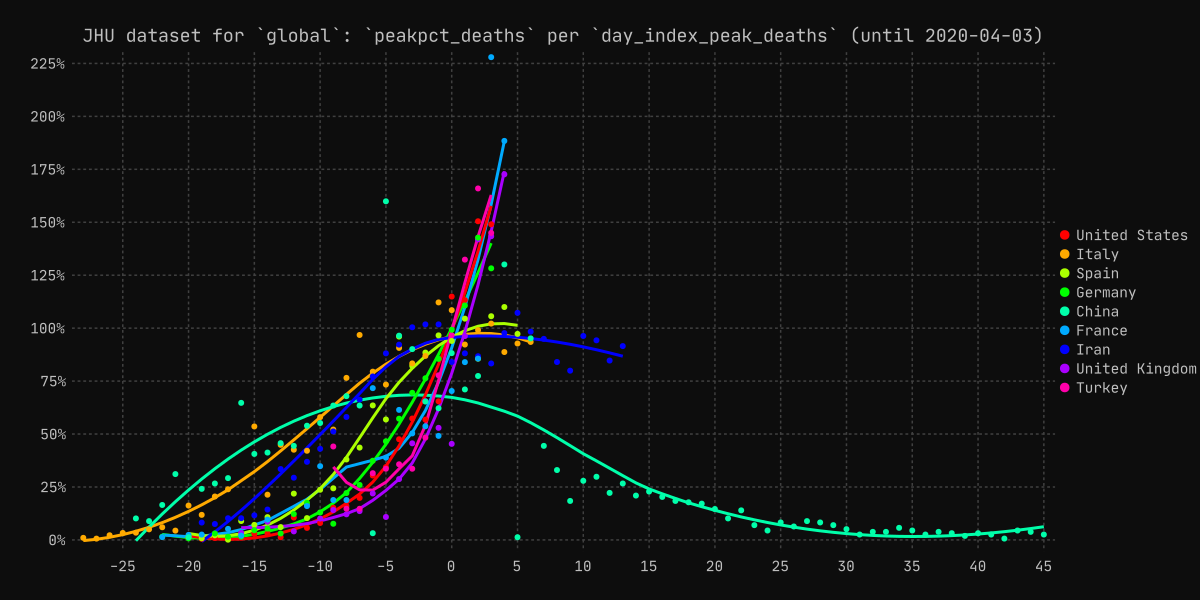 JHU dataset for `global`: `peakpct_deaths` per `day_index_peak_deaths` (until 2020-04-03)
225%
200%
175%
150%
125%
100%
75%
50%
25%
0%
-25 -20 -15 -10 -5 0 5 10 15 20 25 30 35 40 45
United States
Italy
Spain
Germany
China
France
Iran
United Kingdom
Turkey